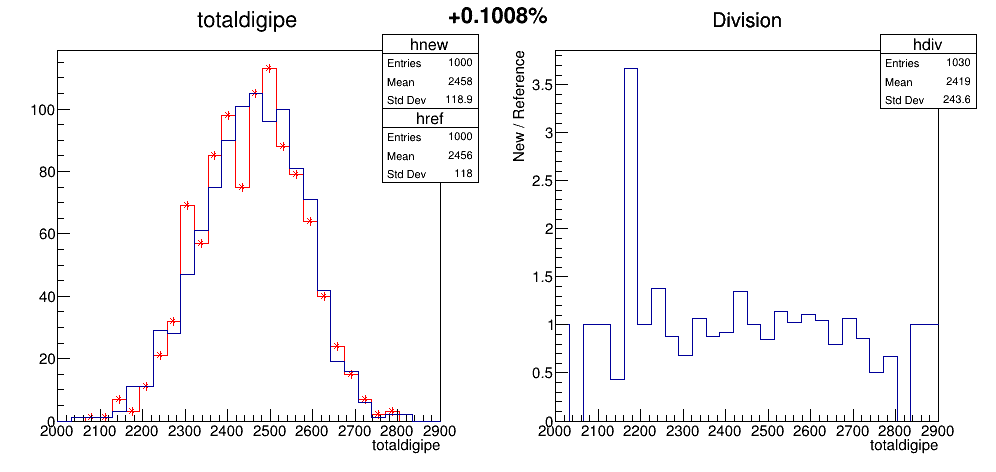 +0.1008%
totaldigipe
hnew
Entries 1000
Mean 2458
Std Dev 118.9
href
Entries 1000
Mean 2456
Std Dev 118
100
80
60
40
20
0
2000 2100 2200 2300 2400 2500 2600 2700 2800 2900
totaldigipe
Division
hdiv
Entries 1030
Mean 2419
Std Dev 243.6
New / Reference
3.5
3
2.5
2
1.5
1
0.5
0
2000 2100 2200 2300 2400 2500 2600 2700 2800 2900
totaldigipe